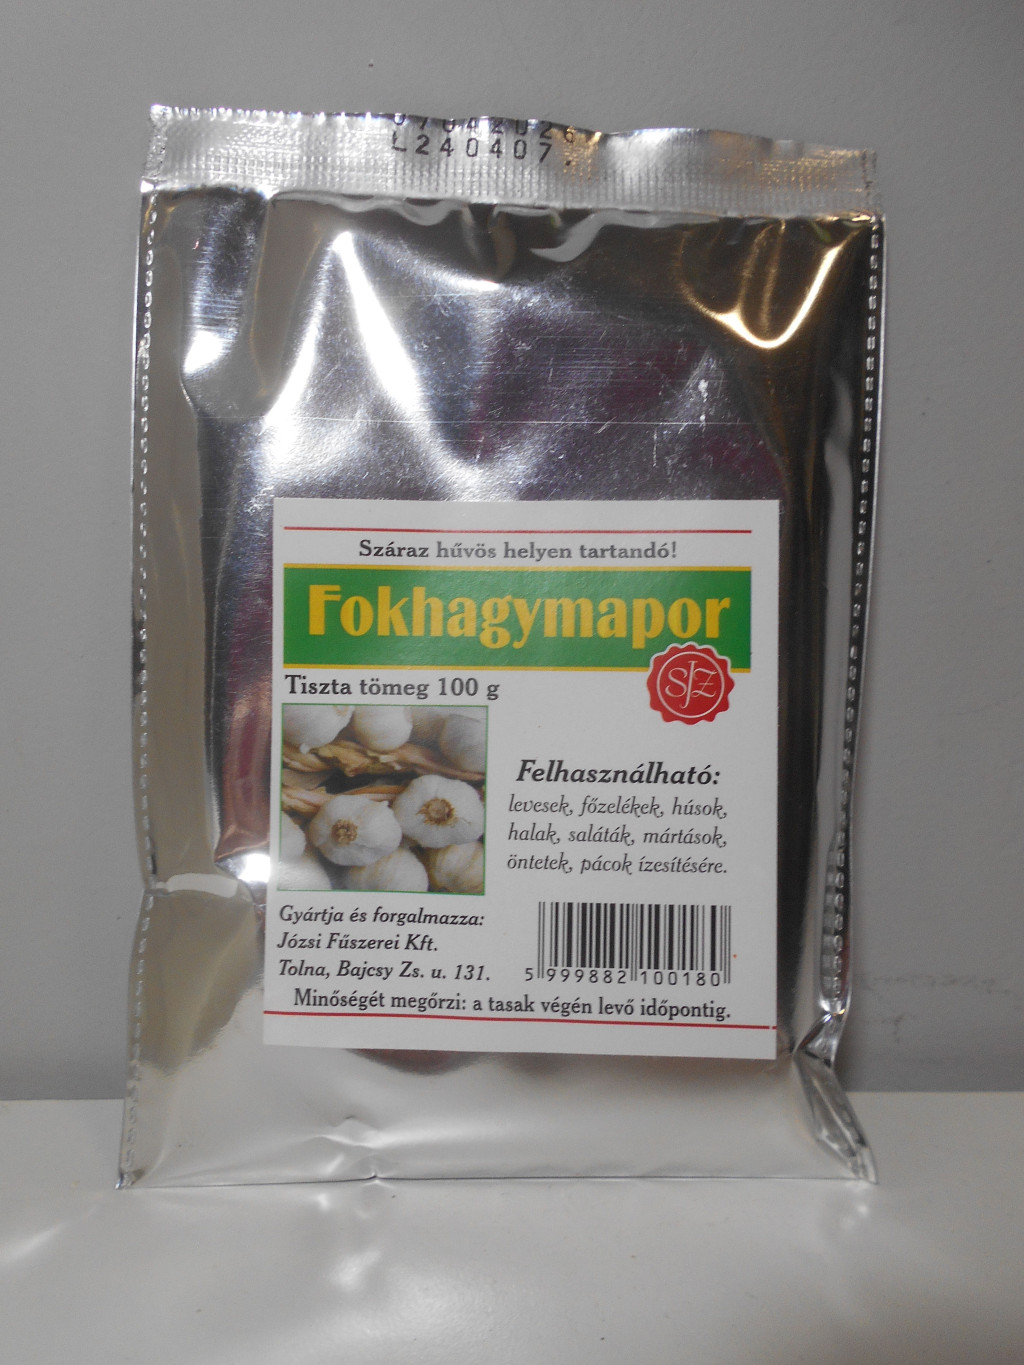 07042026
L240407.
Száraz hűvös helyen tartandó!
Fokhagymapor
SJZ
Tiszta tömeg 100 g
Felhasználható:
levesek, főzelékek, húsok,
halak, saláták, mártások,
öntetek, pácok ízesítésére.
Gyártja és forgalmazza:
Józsi Fűszerei Kft.
Tolna, Bajcsy Zs. u. 131.
5 999882 100180
Minőségét megőrzi: a tasak végén levő időpontig.